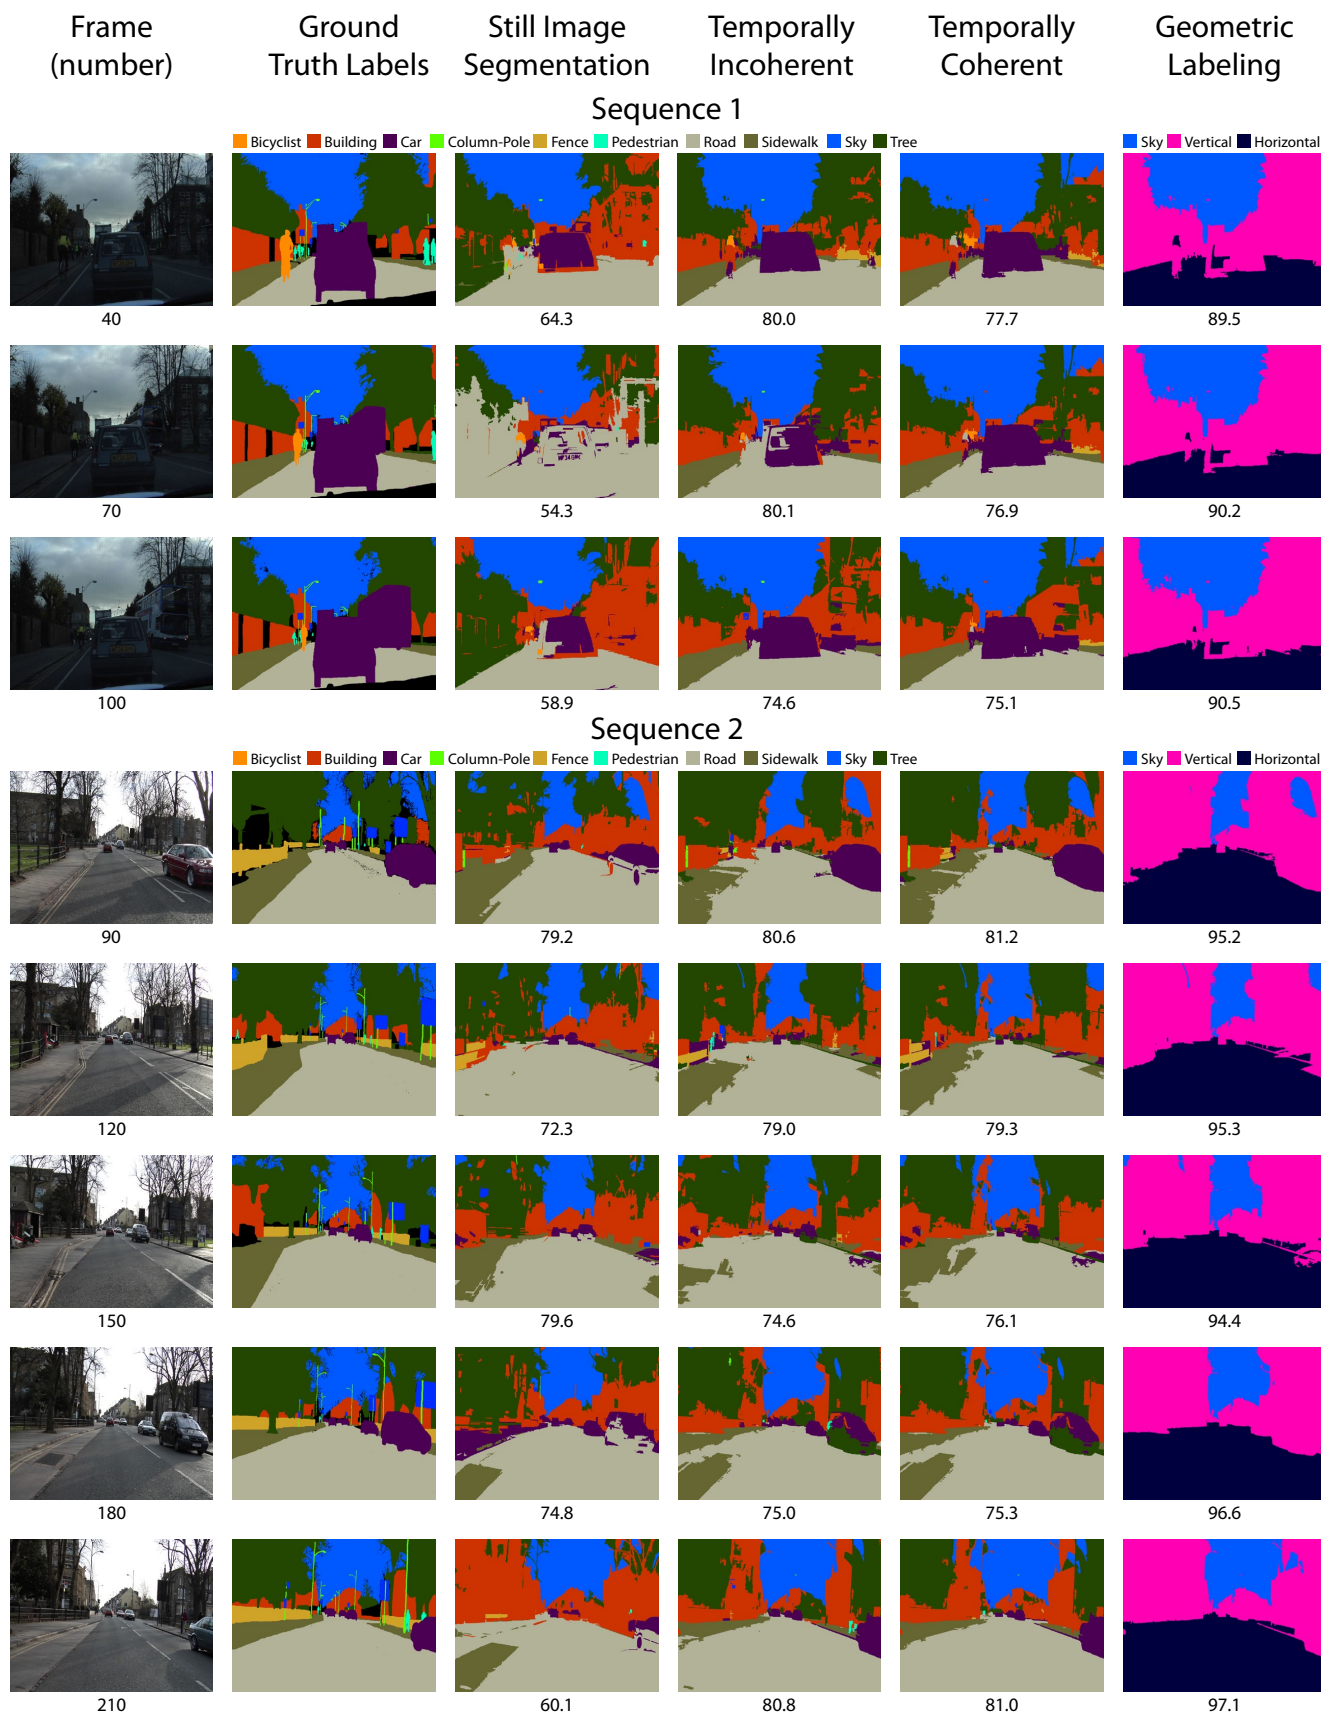 Frame Ground Still Image Temporally Temporally Geometric
(number) Truth Labels Segmentation Incoherent Coherent Labeling
Sequence 1
Bicyclist Building Car Column-Pole Fence Pedestrian Road Sidewalk Sky Tree Sky Vertical Horizontal
40 64.3 80.0 77.7 89.5
70 54.3 80.1 76.9 90.2
100 58.9 74.6 75.1 90.5
Sequence 2
Bicyclist Building Car Column-Pole Fence Pedestrian Road Sidewalk Sky Tree Sky Vertical Horizontal
90 79.2 80.6 81.2 95.2
120 72.3 79.0 79.3 95.3
150 79.6 74.6 76.1 94.4
180 74.8 75.0 75.3 96.6
210 60.1 80.8 81.0 97.1